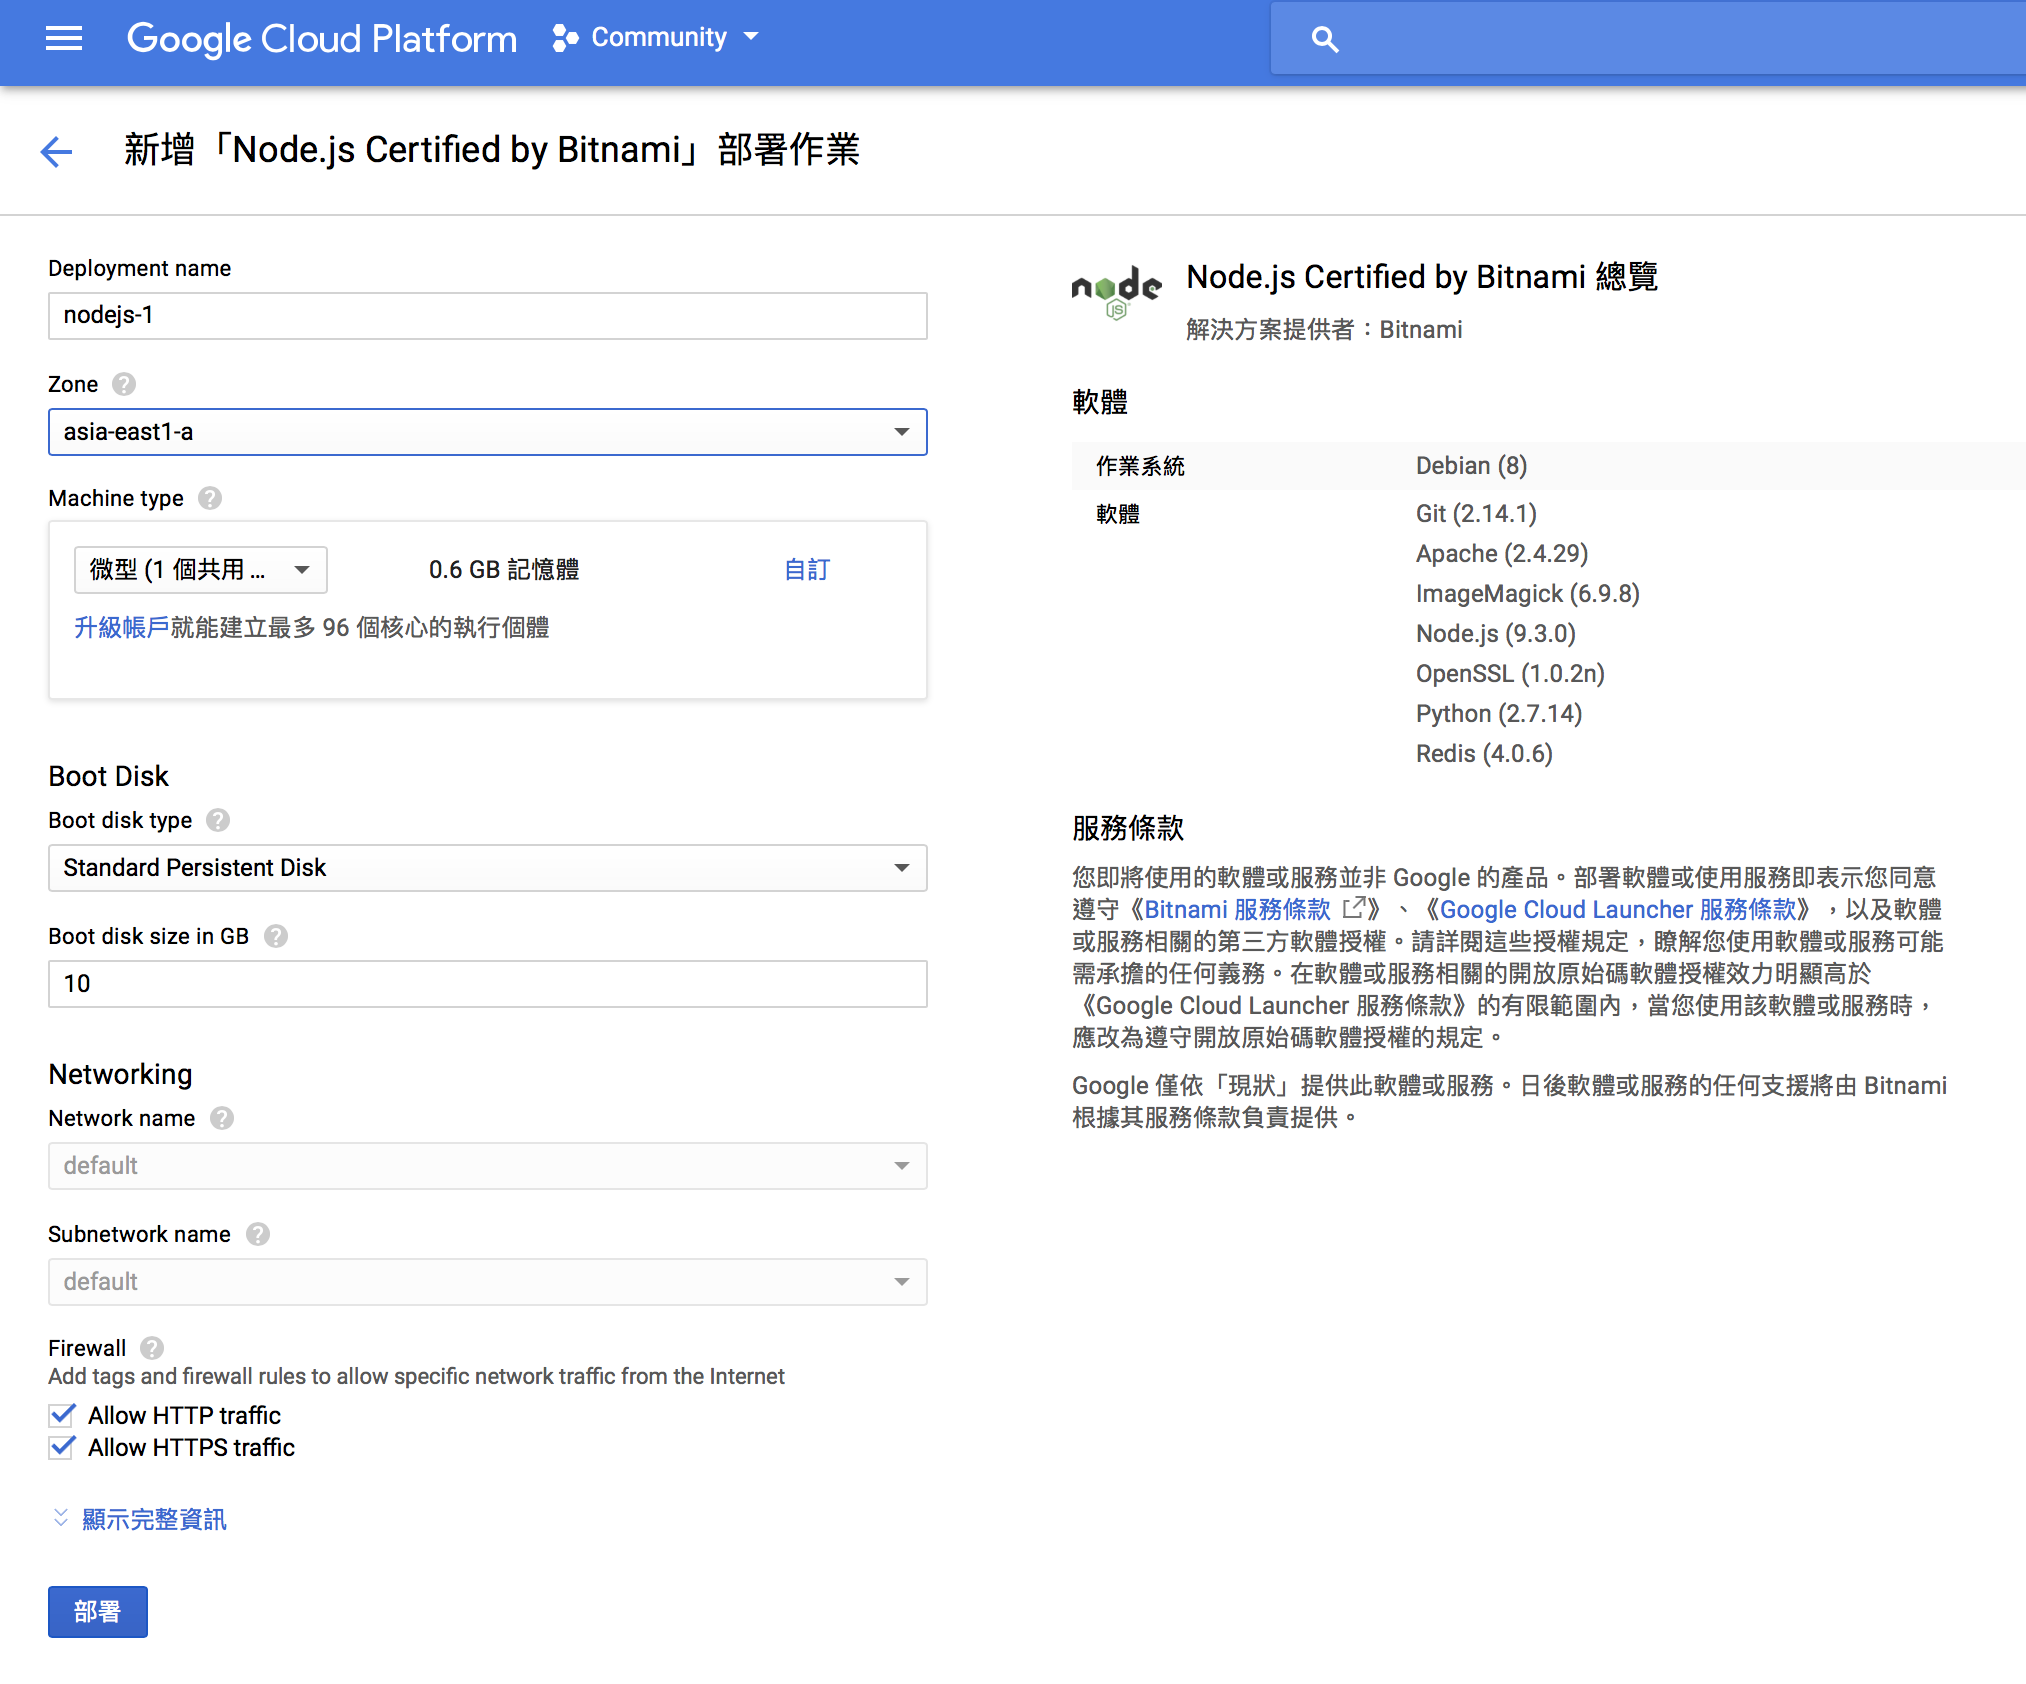 Google Cloud Platform
Community
新增「Node.js Certified by Bitnami」部署作業
Deployment name
nodejs-1
Zone
asia-east1-a
Machine type
微型 (1 個共用 ...
0.6 GB 記憶體
自訂
升級帳戶就能建立最多 96 個核心的執行個體
Boot Disk
Boot disk type
Standard Persistent Disk
Boot disk size in GB
10
Networking
Network name
default
Subnetwork name
default
Firewall
Add tags and firewall rules to allow specific network traffic from the Internet
Allow HTTP traffic
Allow HTTPS traffic
顯示完整資訊
部署
node
JS
Node.js Certified by Bitnami 總覽
解決方案提供者：Bitnami
軟體
作業系統
Debian (8)
軟體
Git (2.14.1)
Apache (2.4.29)
ImageMagick (6.9.8)
Node.js (9.3.0)
OpenSSL (1.0.2n)
Python (2.7.14)
Redis (4.0.6)
服務條款
您即將使用的軟體或服務並非 Google 的產品。部署軟體或使用服務即表示您同意
遵守《Bitnami 服務條款》、《Google Cloud Launcher 服務條款》，以及軟體
或服務相關的第三方軟體授權。請詳閱這些授權規定，瞭解您使用軟體或服務可能
需承擔的任何義務。在軟體或服務相關的開放原始碼軟體授權效力明顯高於
《Google Cloud Launcher 服務條款》的有限範圍內，當您使用該軟體或服務時，
應改為遵守開放原始碼軟體授權的規定。
Google 僅依「現狀」提供此軟體或服務。日後軟體或服務的任何支援將由 Bitnami
根據其服務條款負責提供。